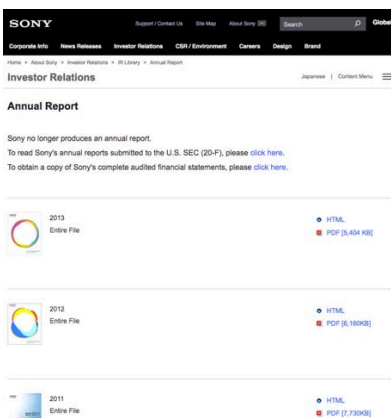 SONY
Support / Contact Us Site Map About Sony Search Global
Corporate Info News Releases Investor Relations CSR / Environment Careers Design Brand
Home > About Sony > Investor Relations > IR Library > Annual Report
Investor Relations
Japanese | Content Menu
Annual Report
Sony no longer produces an annual report.
To read Sony's annual reports submitted to the U.S. SEC (20-F), please click here.
To obtain a copy of Sony's complete audited financial statements, please click here.
2013
HTML
Entire File
PDF [5,404 KB]
2012
HTML
Entire File
PDF [6,160KB]
2011
HTML
Entire File
PDF [7,730KB]